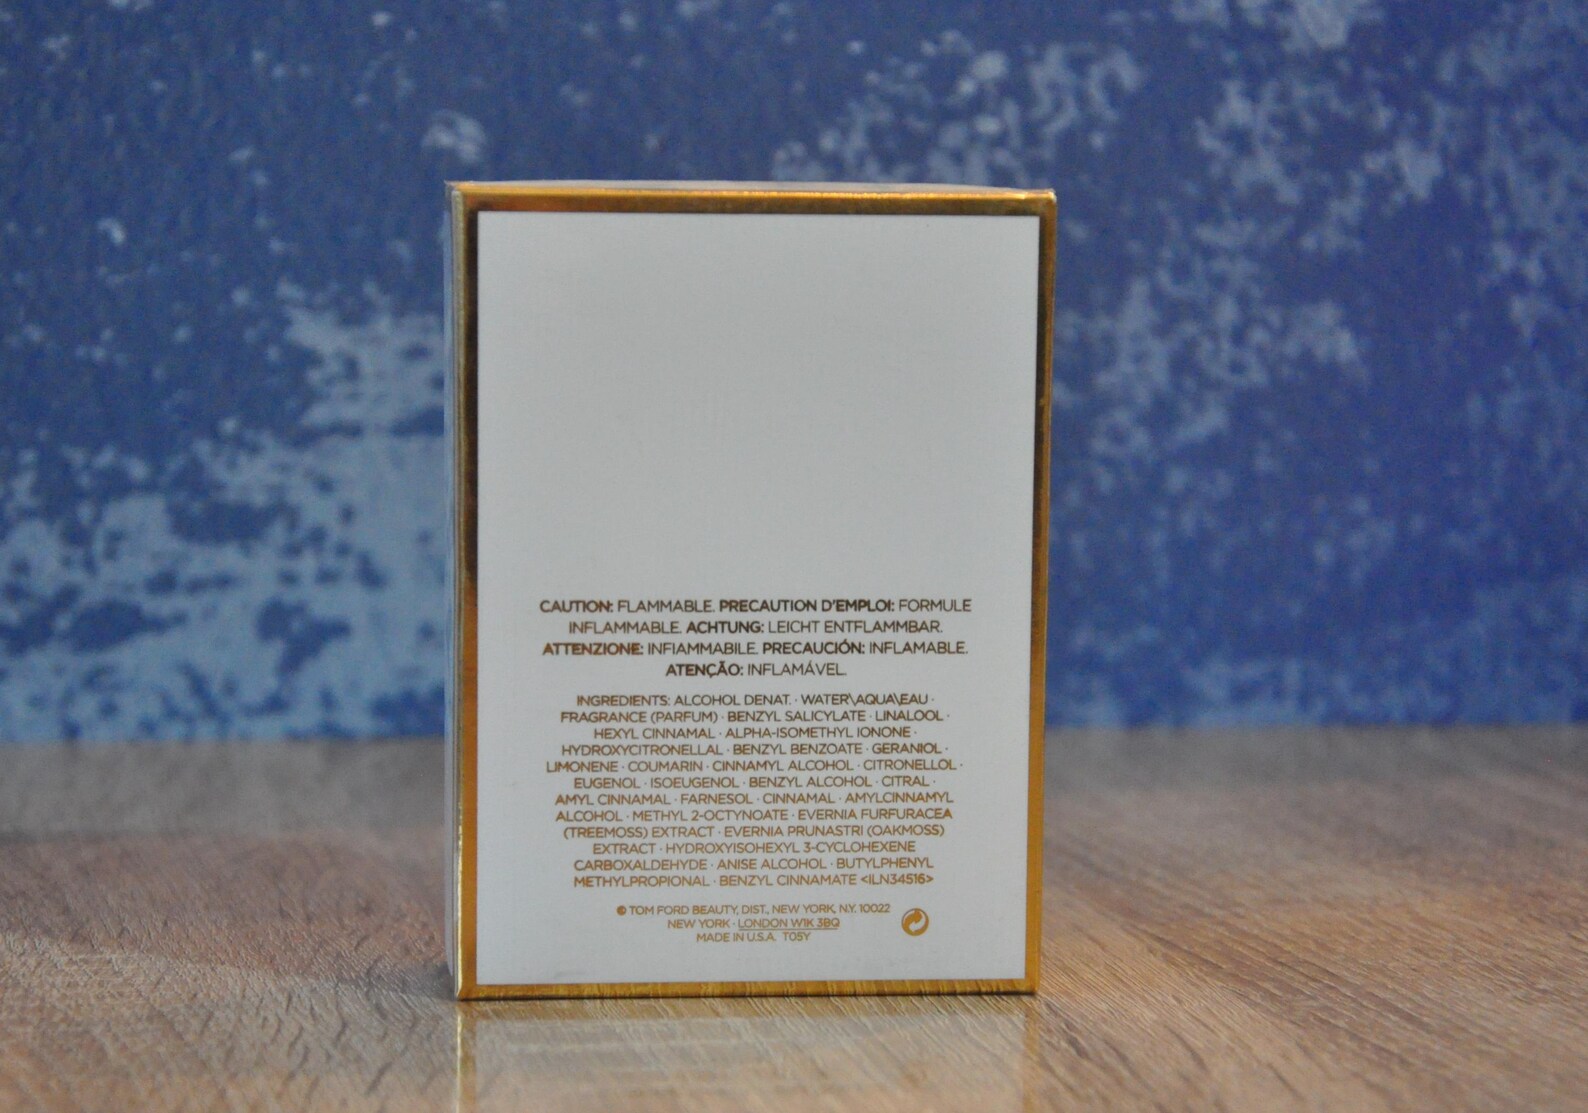 CAUTION: FLAMMABLE. PRECAUTION D'EMPLOI: FORMULE
INFLAMMABLE. ACHTUNG: LEICHT ENTFLAMMBAR.
ATTENZIONE: INFIAMMABILE. PRECAUCIÓN: INFLAMABLE.
ATENÇÃO: INFLAMÁVEL.
INGREDIENTS: ALCOHOL DENAT. · WATER\AQUA\EAU ·
FRAGRANCE (PARFUM) · BENZYL SALICYLATE · LINALOOL ·
HEXYL CINNAMAL · ALPHA-ISOMETHYL IONONE ·
HYDROXYCITRONELLAL · BENZYL BENZOATE · GERANIOL ·
LIMONENE · COUMARIN · CINNAMYL ALCOHOL · CITRONELLOL ·
EUGENOL · ISOEUGENOL · BENZYL ALCOHOL · CITRAL ·
AMYL CINNAMAL · FARNESOL · CINNAMAL · AMYLCINNAMYL
ALCOHOL · METHYL 2-OCTYNOATE · EVERNIA FURFURACEA
(TREEMOSS) EXTRACT · EVERNIA PRUNASTRI (OAKMOSS)
EXTRACT · HYDROXYISOHEXYL 3-CYCLOHEXENE
CARBOXALDEHYDE · ANISE ALCOHOL · BUTYLPHENYL
METHYLPROPIONAL · BENZYL CINNAMATE <ILN34516>
© TOM FORD BEAUTY, DIST., NEW YORK, N.Y. 10022
NEW YORK · LONDON W1K 3BQ
MADE IN U.S.A. T05Y